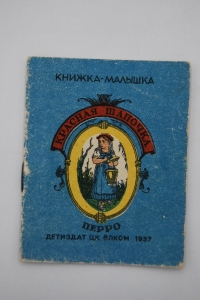 КНИЖКА-МАЛЫШКА
КРАСНАЯ ШАПОЧКА
ПЕРРО
ДЕТИЗДАТ ЦК ВЛКСМ 1937